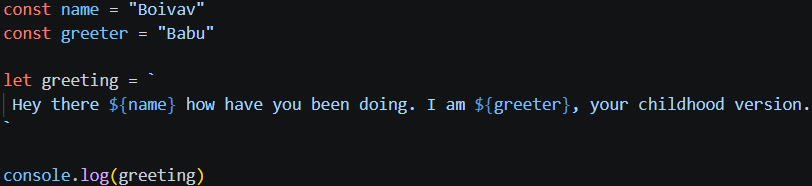 const name = "Boivav"
const greeter = "Babu"
let greeting = `
Hey there ${name} how have you been doing. I am ${greeter}, your childhood version.
`
console.log(greeting)